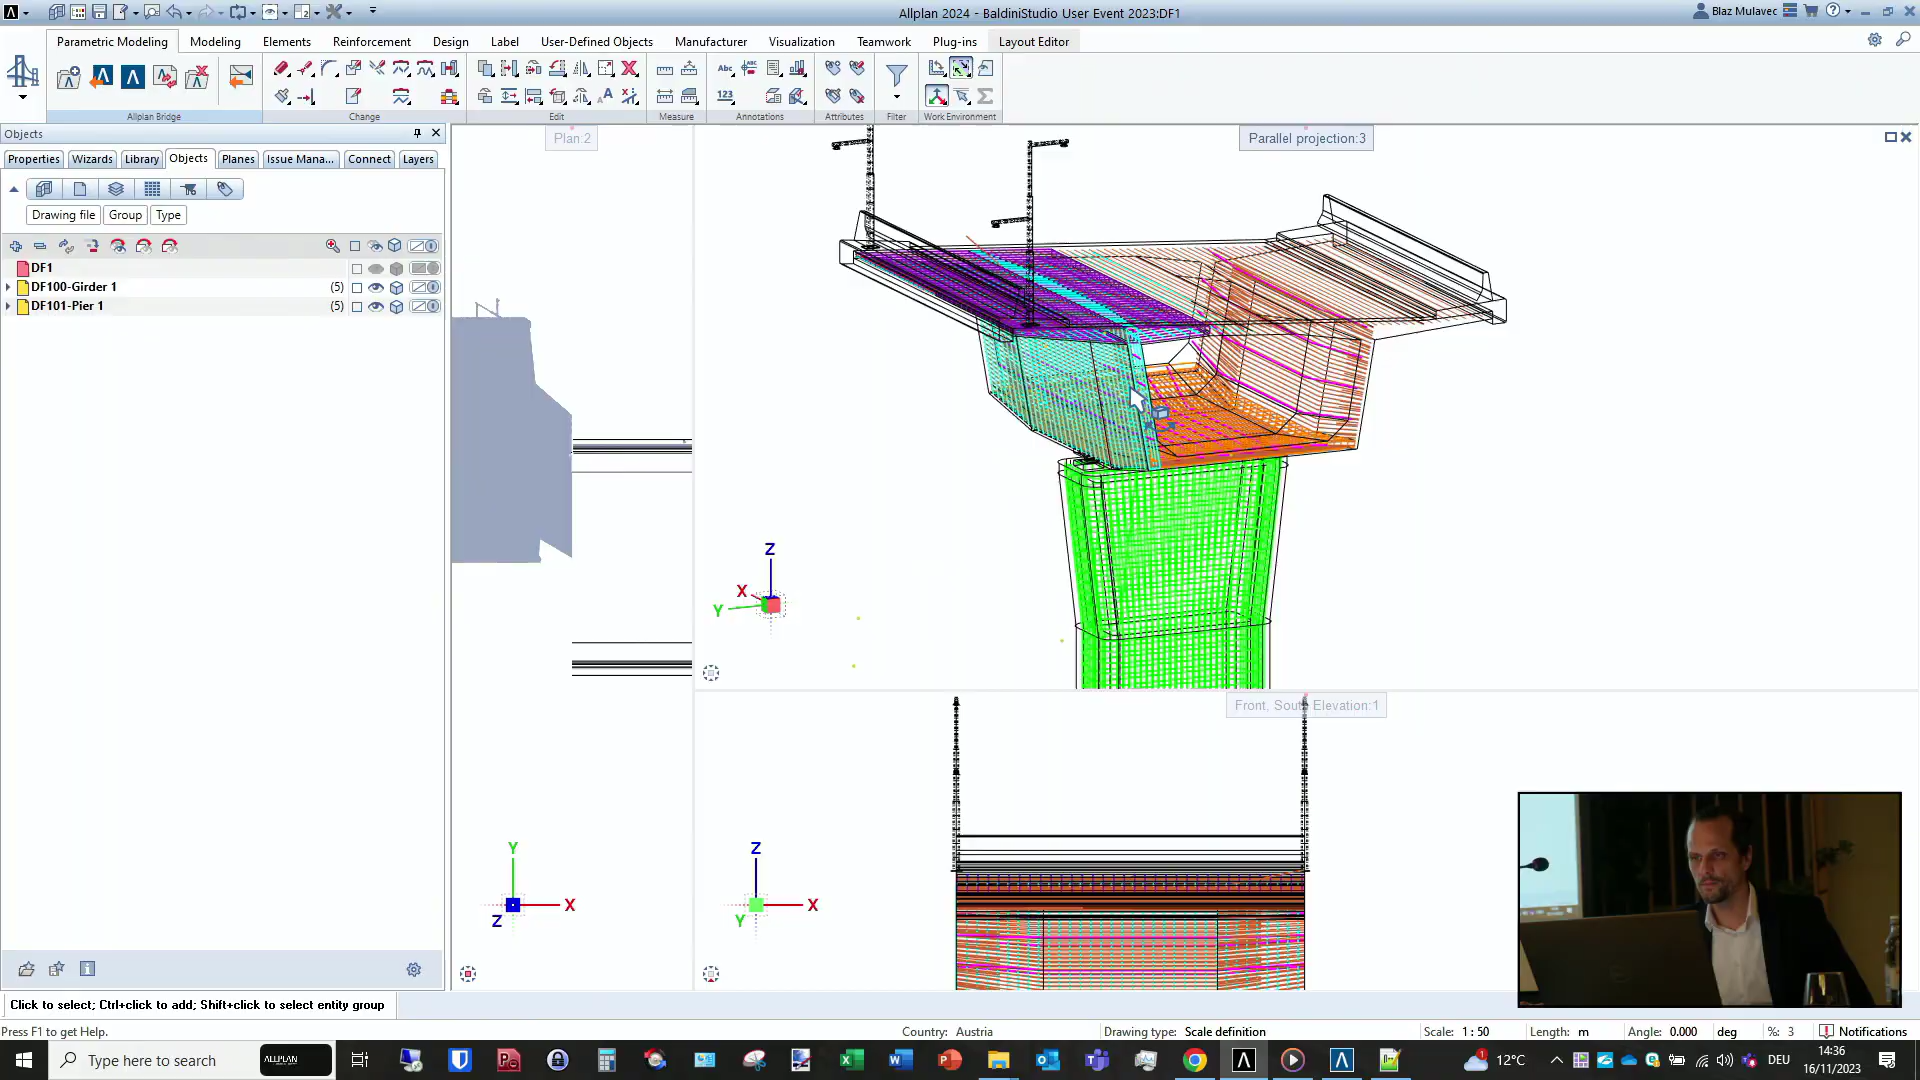 Allplan 2024 - BaldiniStudio User Event 2023:DF1
Blaz Mulavec
Parametric Modeling
Modeling
Elements
Reinforcement
Design
Label
User-Defined Objects
Manufacturer
Visualization
Teamwork
Plug-ins
Layout Editor
Abc
ABC
123
A
Allplan Bridge
Change
Edit
Measure
Annotations
Attributes
Filter
Work Environment
Objects
Properties
Wizards
Library
Objects
Planes
Issue Mana...
Connect
Layers
Drawing file
Group
Type
DF1
DF100-Girder 1
(5)
DF101-Pier 1
(5)
Plan:2
Parallel projection:3
Z
X
Y
Front, South Elevation:1
Y
X
Z
Z
X
Y
Click to select; Ctrl+click to add; Shift+click to select entity group
Press F1 to get Help.
Country: Austria
Drawing type: Scale definition
Scale: 1 : 50
Length: m
Angle: 0.000 deg
%: 3
Notifications
Type here to search
ALLPLAN
12°C
DEU
14:36
16/11/2023